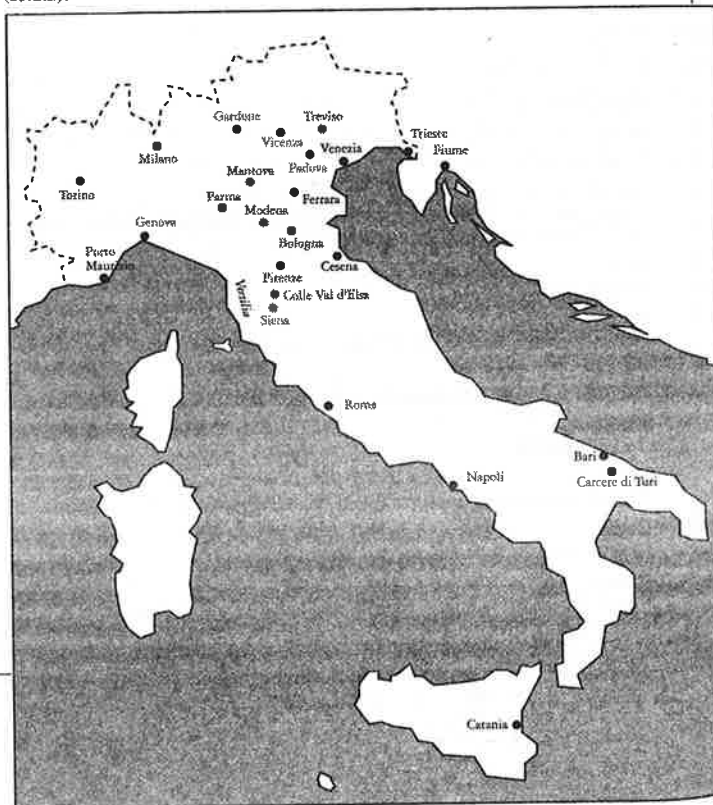 Gardone
Treviso
Vicenza
Trieste
Milano
Padova
Venezia
Fiume
Mantova
Torino
Ferrara
Parma
Modena
Genova
Bologna
Porto
Maurizio
Cesena
Firenze
Colle Val d'Elsa
Siena
Roma
Bari
Carcere di Turi
Napoli
Catania